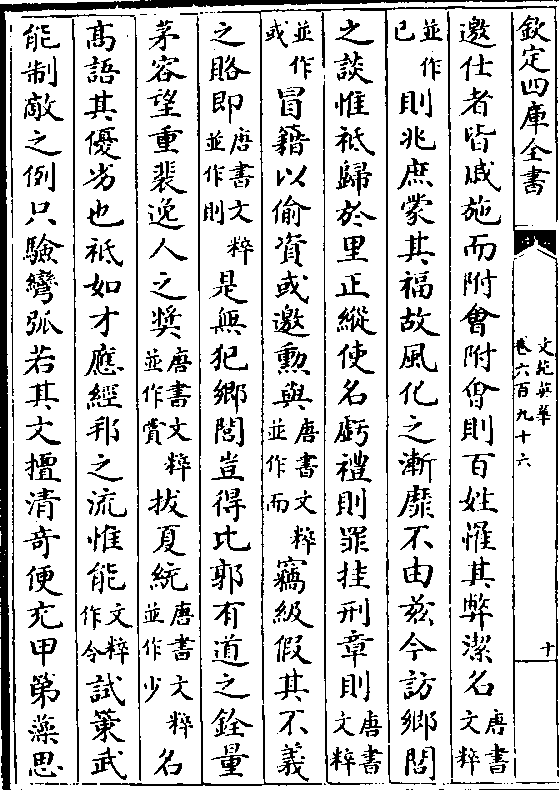 欽定四庫全書
文苑英華
卷六百九十六
十
邀仕者皆戚施而附㑹附㑹則百姓惟其弊潔名唐書文粹
並作已則兆庶蒙其福故風化之漸靡不由兹今訪鄉閭
之談惟祗歸於里正縱使名虧禮則罪挂刑章則唐書文粹
並作或冒籍以偷資或邀勲與唐書文粹並作而竊級假其不義
之賂即唐書文粹並作則是無犯鄉閭豈得比郭有道之銓量
茅容望重裴逸人之奬唐書文粹並作賞拔夏統唐書文粹並作少名
髙語其優劣也祗如才應經邦之流惟能文粹作令試策武
能制敵之例只驗彎弧若其文擅清竒便充甲第藻思